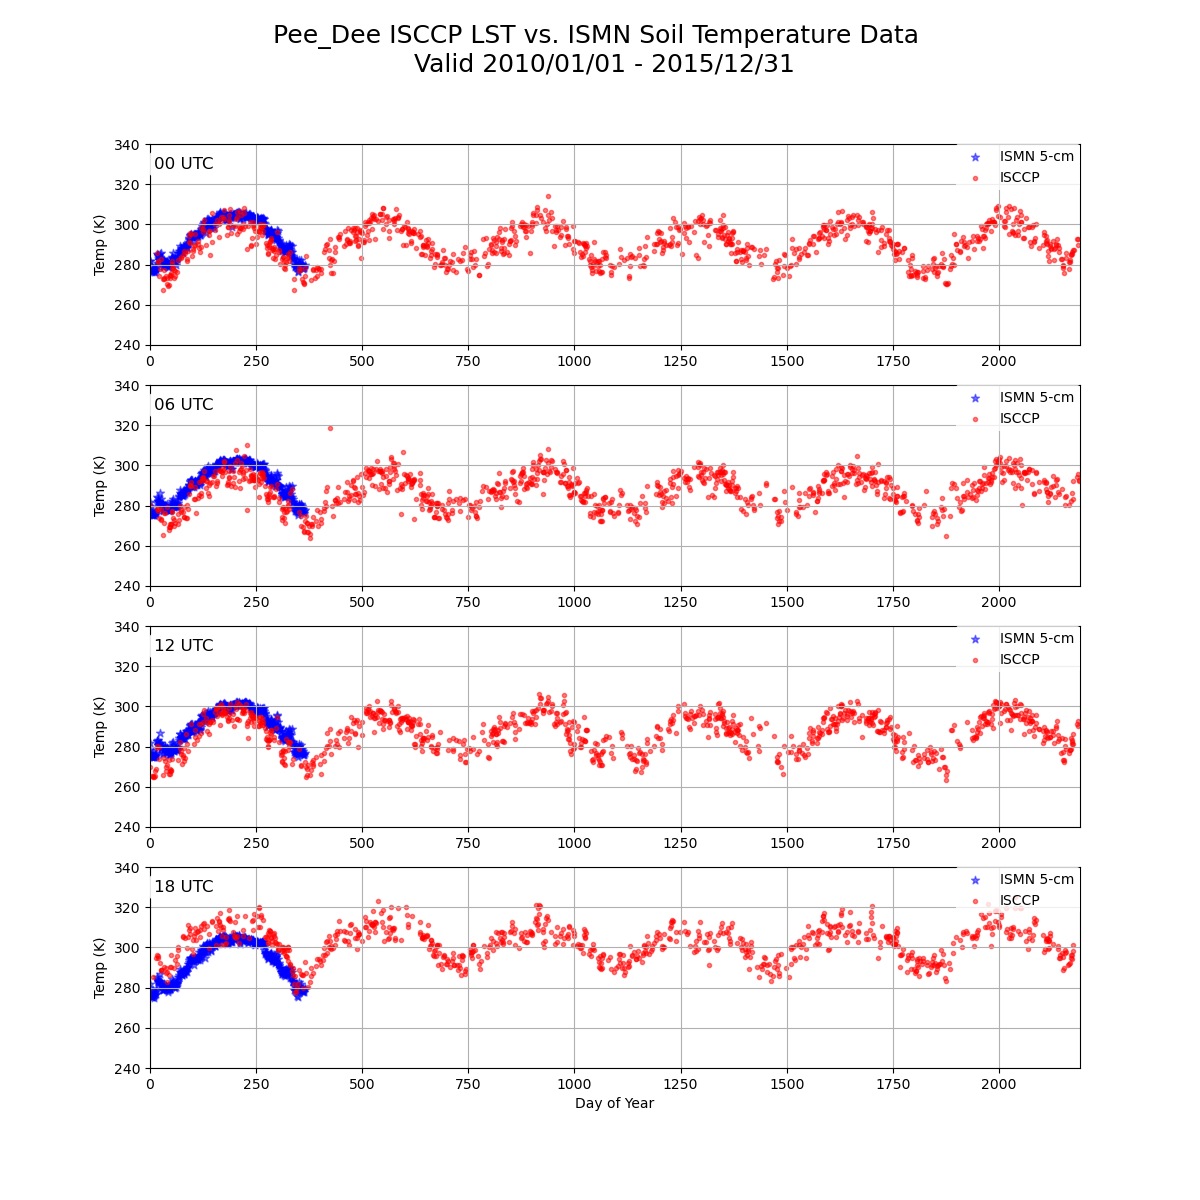 Pee_Dee ISCCP LST vs. ISMN Soil Temperature Data
Valid 2010/01/01 - 2015/12/31
340
320
300
280
260
240
Temp (K)
00 UTC
ISMN 5-cm
ISCCP
0 250 500 750 1000 1250 1500 1750 2000
340
320
300
280
260
240
Temp (K)
06 UTC
ISMN 5-cm
ISCCP
0 250 500 750 1000 1250 1500 1750 2000
340
320
300
280
260
240
Temp (K)
12 UTC
ISMN 5-cm
ISCCP
0 250 500 750 1000 1250 1500 1750 2000
340
320
300
280
260
240
Temp (K)
18 UTC
ISMN 5-cm
ISCCP
0 250 500 750 1000 1250 1500 1750 2000
Day of Year